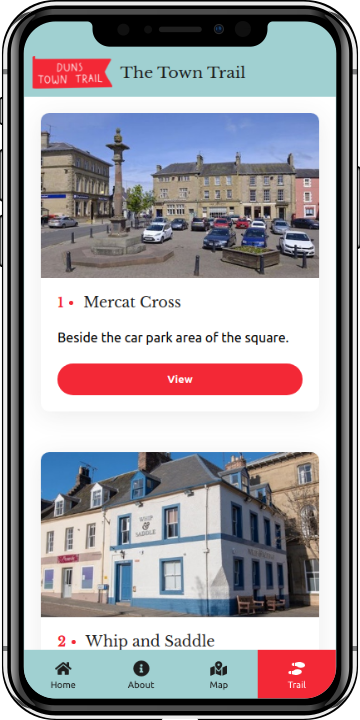 DUNS
TOWN TRAIL
The Town Trail
1 • Mercat Cross
Beside the car park area of the square.
View
WHIP
&
SADDLE
2 • Whip and Saddle
Home
About
Map
Trail